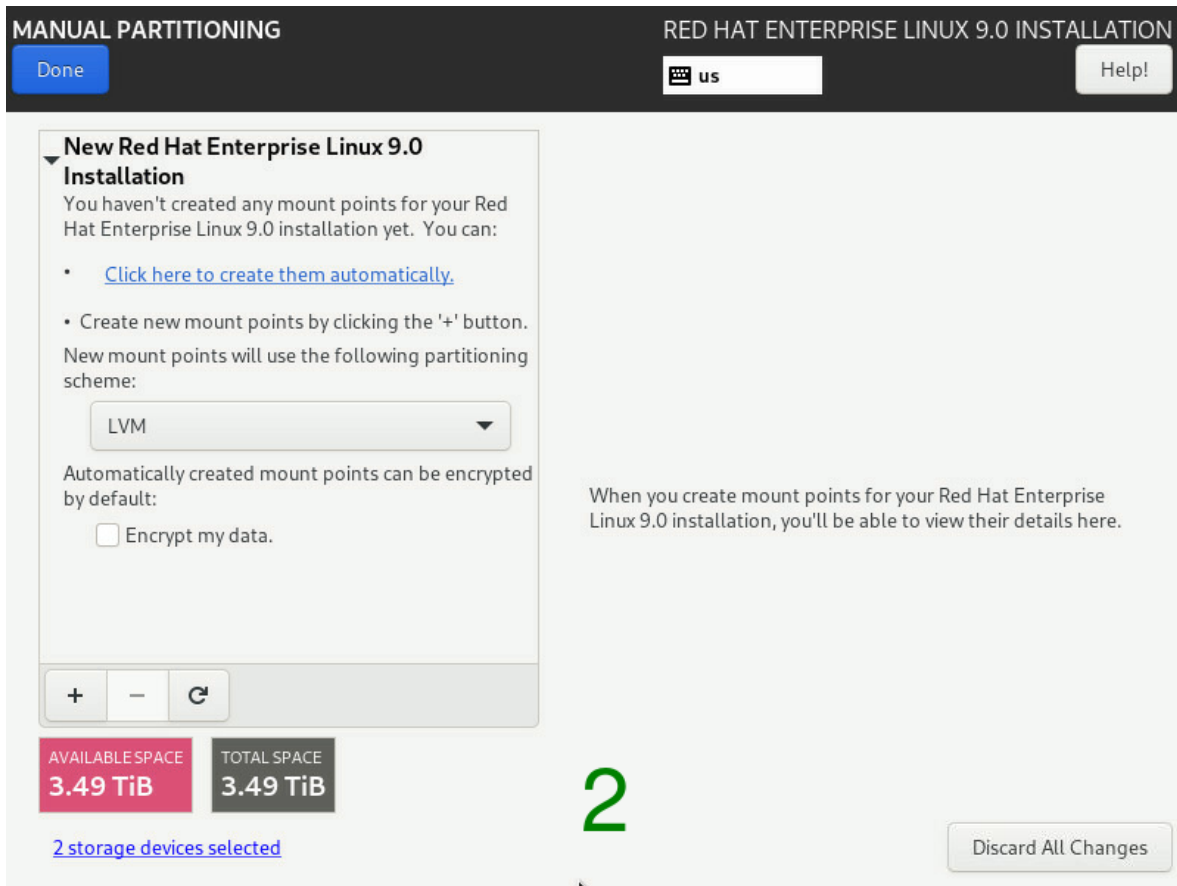 MANUAL PARTITIONING
RED HAT ENTERPRISE LINUX 9.0 INSTALLATION
Done
us
Help!
New Red Hat Enterprise Linux 9.0
Installation
You haven't created any mount points for your Red
Hat Enterprise Linux 9.0 installation yet. You can:
• Click here to create them automatically.
• Create new mount points by clicking the '+' button.
New mount points will use the following partitioning
scheme:
LVM
Automatically created mount points can be encrypted
by default:
Encrypt my data.
When you create mount points for your Red Hat Enterprise
Linux 9.0 installation, you'll be able to view their details here.
+ −
AVAILABLE SPACE
3.49 TiB
TOTAL SPACE
3.49 TiB
2
2 storage devices selected
Discard All Changes